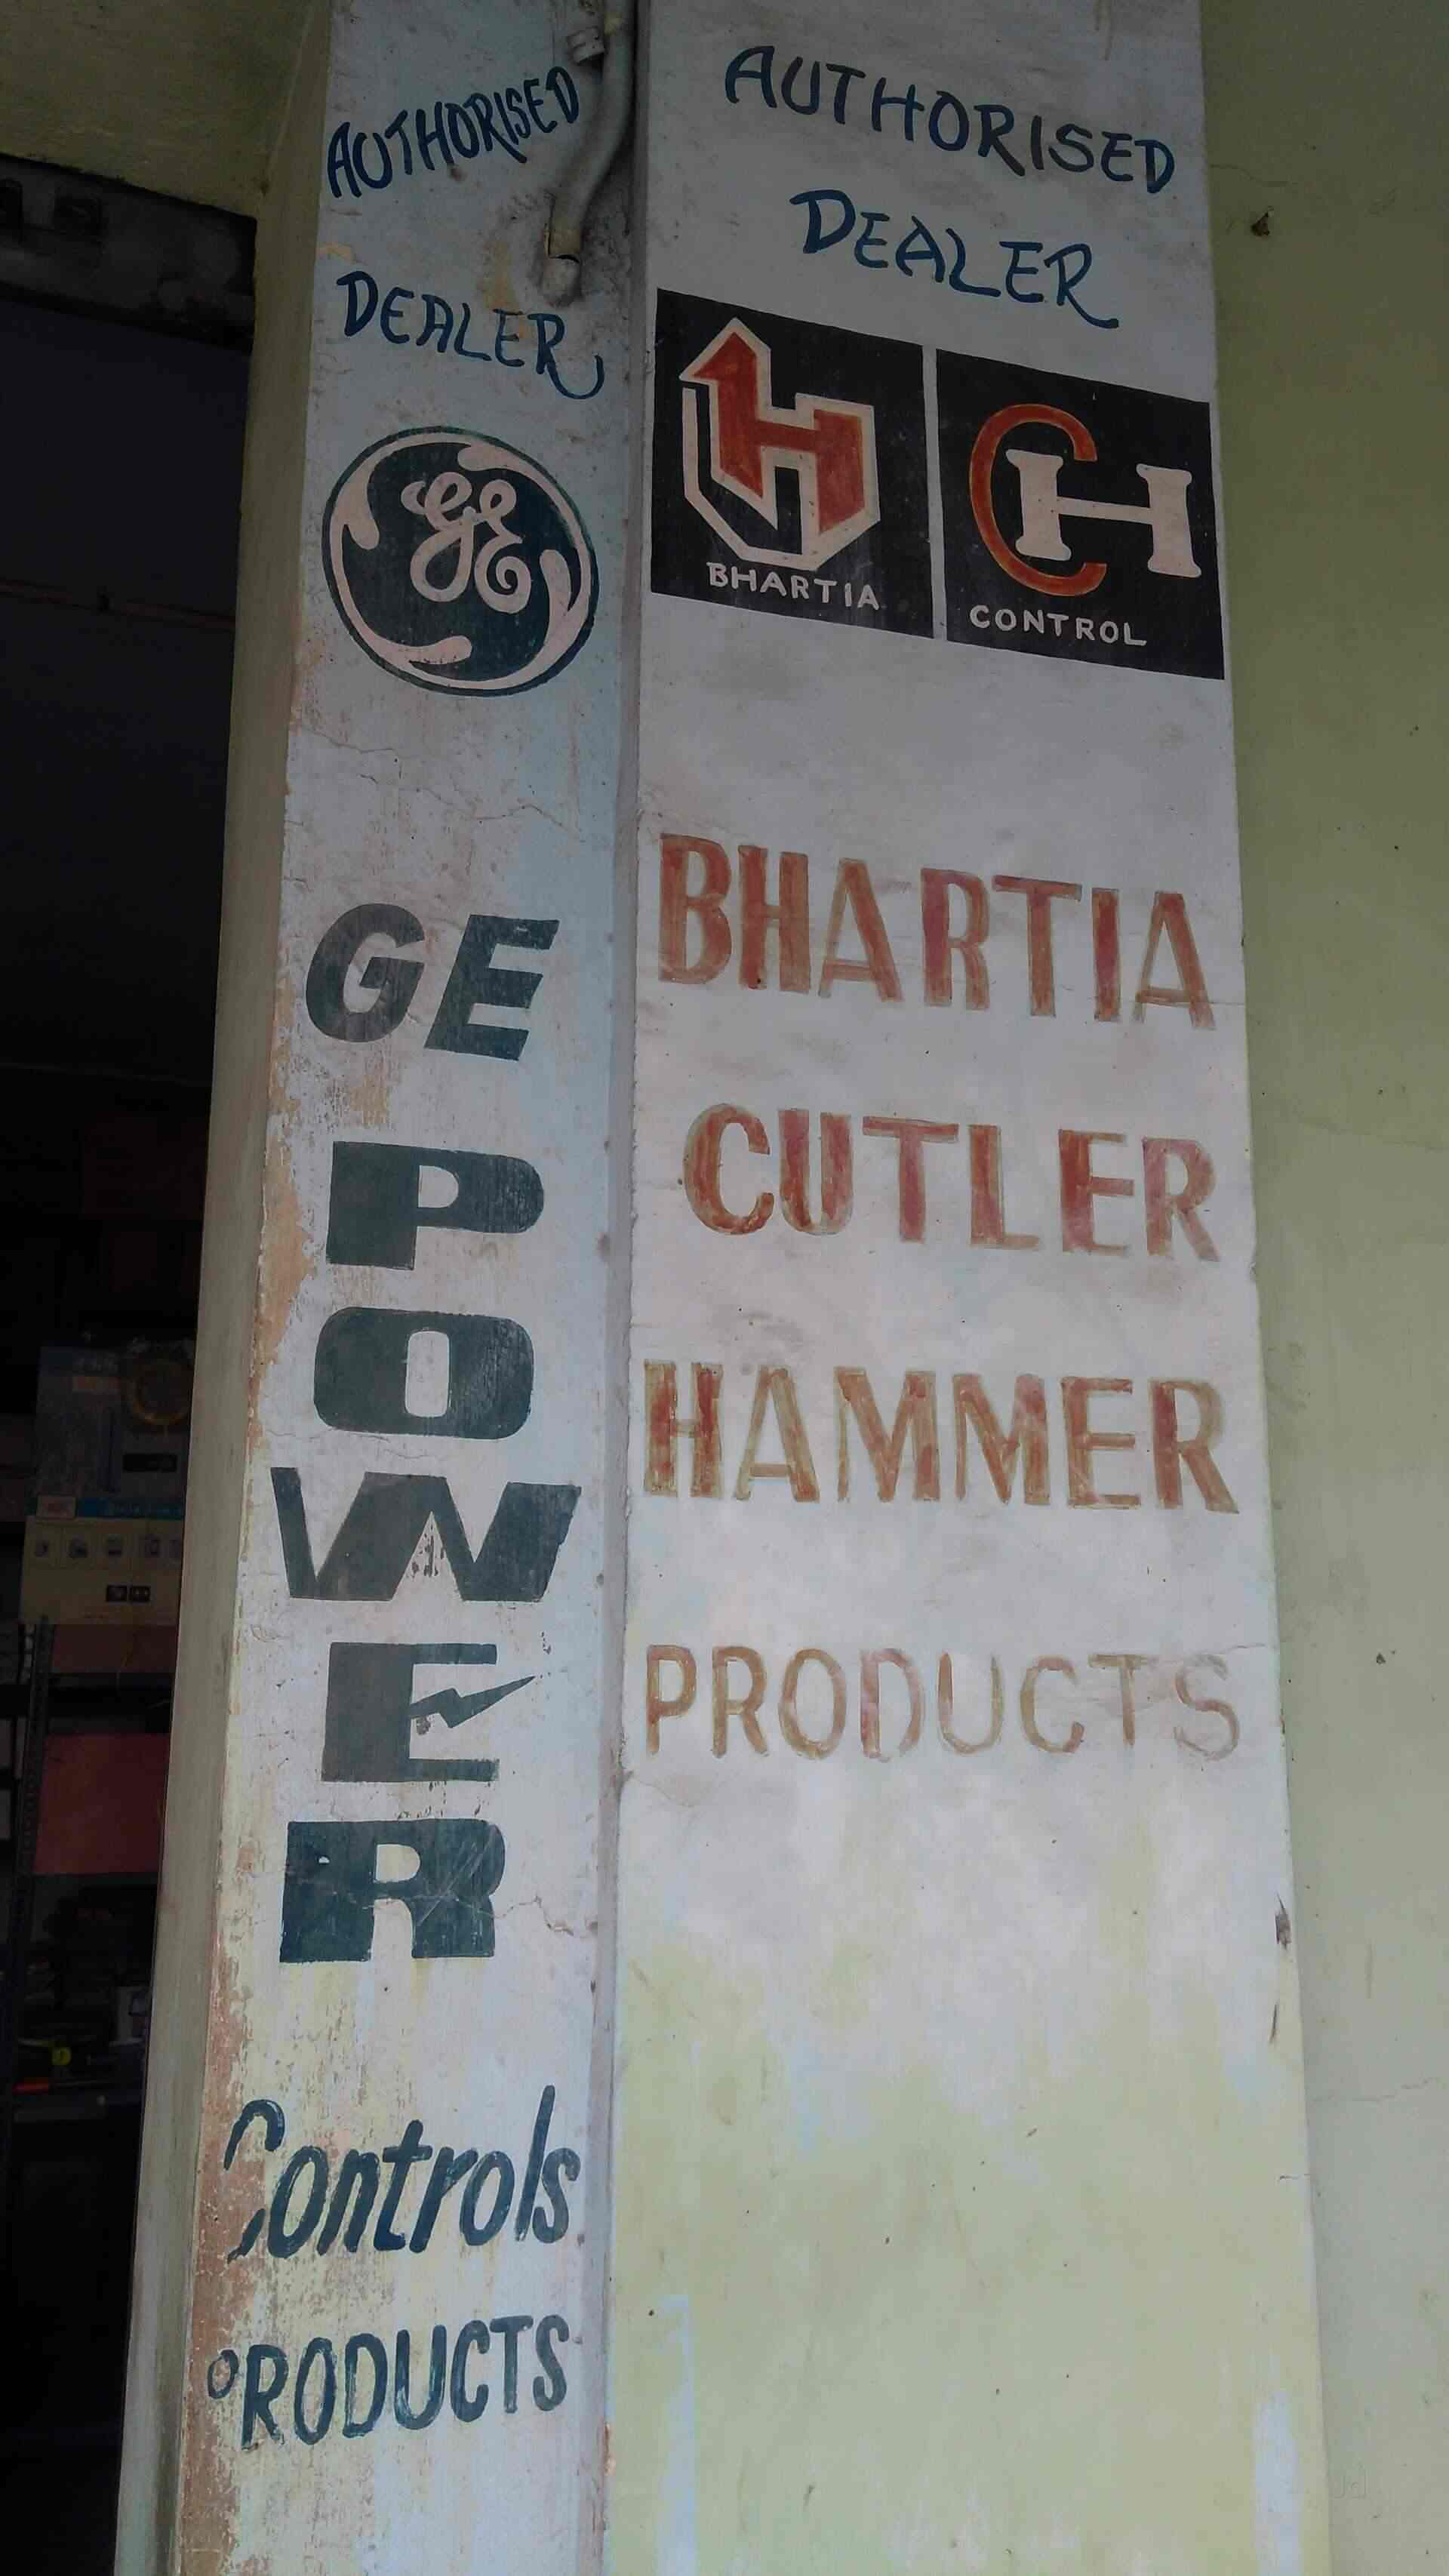 AUTHORISED
DEALER
GE
GE
POWER
Controls
PRODUCTS
AUTHORISED
DEALER
BHARTIA
CH
CONTROL
BHARTIA
CUTLER
HAMMER
PRODUCTS